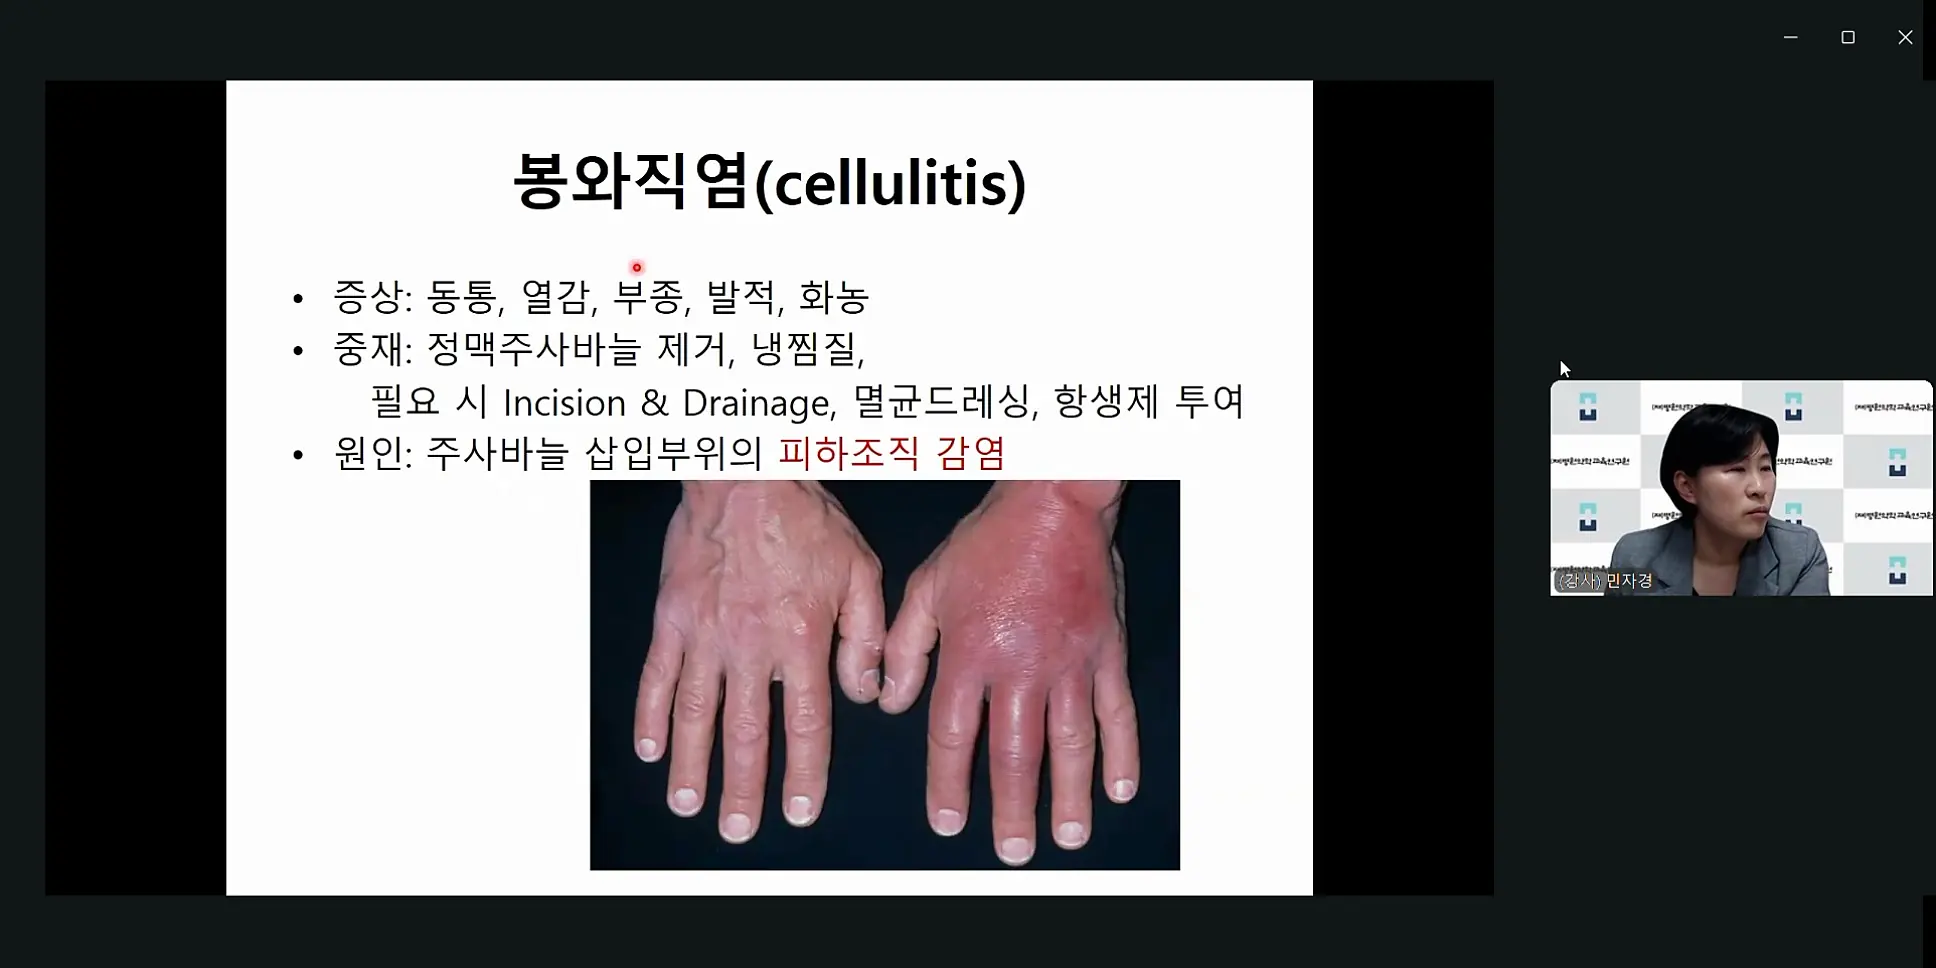 봉와직염(cellulitis)
• 증상: 동통, 열감, 부종, 발적, 화농
• 중재: 정맥주사바늘 제거, 냉찜질,
필요 시 Incision & Drainage, 멸균드레싱, 항생제 투여
• 원인: 주사바늘 삽입부위의 피하조직 감염
(강사) 민자경